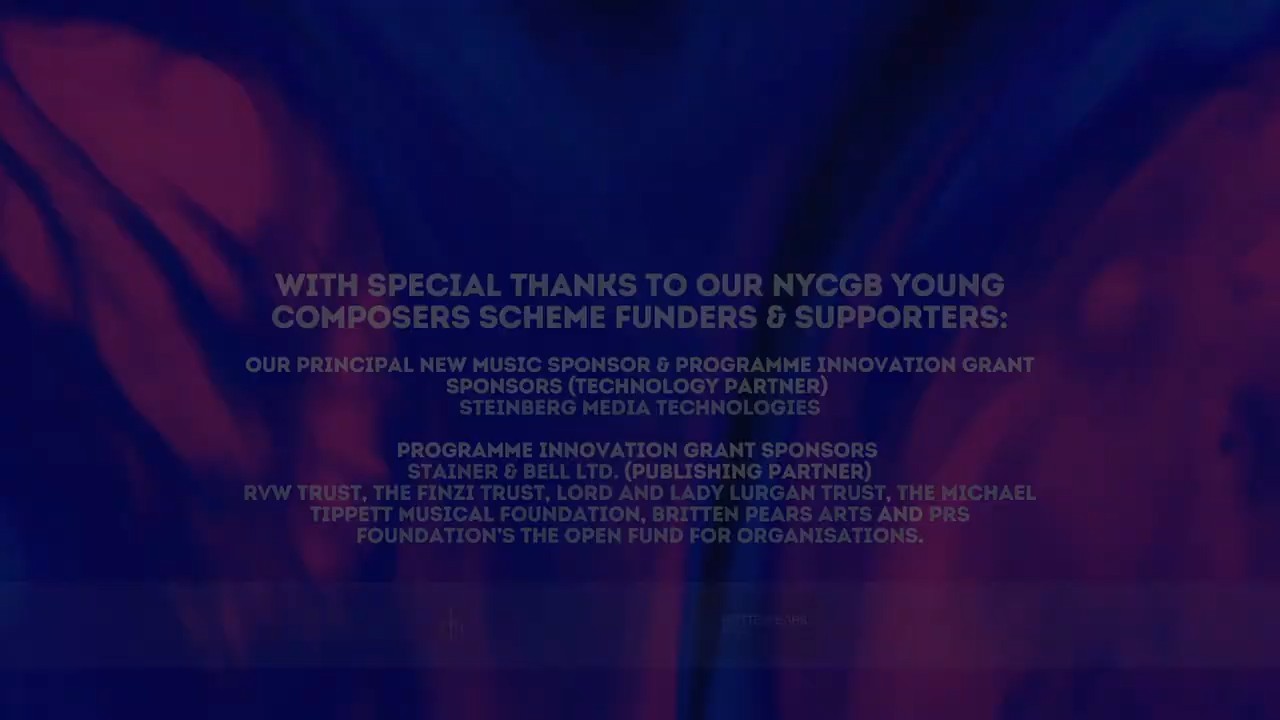 WITH SPECIAL THANKS TO OUR NYCGB YOUNG
COMPOSERS SCHEME FUNDERS & SUPPORTERS:
OUR PRINCIPAL NEW MUSIC SPONSOR & PROGRAMME INNOVATION GRANT
SPONSORS (TECHNOLOGY PARTNER)
STEINBERG MEDIA TECHNOLOGIES
PROGRAMME INNOVATION GRANT SPONSORS
STAINER & BELL LTD. (PUBLISHING PARTNER)
RVW TRUST, THE FINZI TRUST, LORD AND LADY LURGAN TRUST, THE MICHAEL
TIPPETT MUSICAL FOUNDATION, BRITTEN PEARS ARTS AND PRS
FOUNDATION'S THE OPEN FUND FOR ORGANISATIONS.